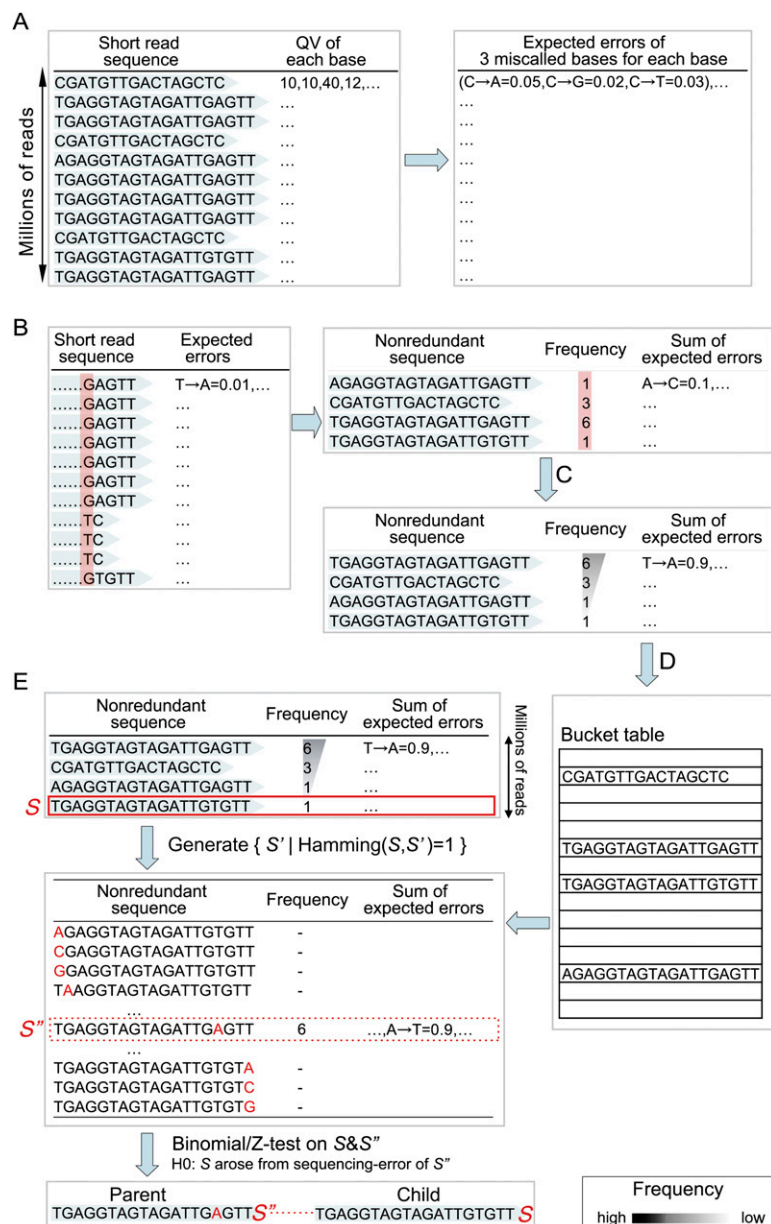 A
Short read sequence
QV of each base
Millions of reads
CGATGTTGACTAGCTC 10,10,40,12,…
TGAGGTAGTAGATTGAGTT …
TGAGGTAGTAGATTGAGTT …
CGATGTTGACTAGCTC …
AGAGGTAGTAGATTGAGTT …
TGAGGTAGTAGATTGAGTT …
TGAGGTAGTAGATTGAGTT …
TGAGGTAGTAGATTGAGTT …
CGATGTTGACTAGCTC …
TGAGGTAGTAGATTGTGTT …
TGAGGTAGTAGATTGAGTT …
Expected errors of
3 miscalled bases for each base
(C→A=0.05,C→G=0.02,C→T=0.03),…
…
…
…
…
…
…
…
…
…
…
B
Short read sequence
Expected errors
……GAGTT T→A=0.01,…
……GAGTT …
……GAGTT …
……GAGTT …
……GAGTT …
……GAGTT …
……GAGTT …
……TC …
……TC …
……TC …
……GTGTT …
Nonredundant sequence
Frequency
Sum of expected errors
AGAGGTAGTAGATTGAGTT 1 A→C=0.1,…
CGATGTTGACTAGCTC 3 …
TGAGGTAGTAGATTGAGTT 6 …
TGAGGTAGTAGATTGTGTT 1 …
C
Nonredundant sequence
Frequency
Sum of expected errors
TGAGGTAGTAGATTGAGTT 6 T→A=0.9,…
CGATGTTGACTAGCTC 3 …
AGAGGTAGTAGATTGAGTT 1 …
TGAGGTAGTAGATTGTGTT 1 …
D
Bucket table
CGATGTTGACTAGCTC
TGAGGTAGTAGATTGAGTT
TGAGGTAGTAGATTGTGTT
AGAGGTAGTAGATTGAGTT
E
Nonredundant sequence
Frequency
Sum of expected errors
Millions of reads
TGAGGTAGTAGATTGAGTT 6 T→A=0.9,…
CGATGTTGACTAGCTC 3 …
AGAGGTAGTAGATTGAGTT 1 …
S TGAGGTAGTAGATTGTGTT 1 …
Generate { S' | Hamming(S,S')=1 }
Nonredundant sequence
Frequency
Sum of expected errors
AGAGGTAGTAGATTGTGTT -
CGAGGTAGTAGATTGTGTT -
GGAGGTAGTAGATTGTGTT -
TAAGGTAGTAGATTGTGTT -
…
S” TGAGGTAGTAGATTGAGTT 6 …,A→T=0.9,…
…
TGAGGTAGTAGATTGTGTA -
TGAGGTAGTAGATTGTGTC -
TGAGGTAGTAGATTGTGTG -
Binomial/Z-test on S&S”
H0: S arose from sequencing-error of S”
Parent Child
TGAGGTAGTAGATTGAGTT S” ······· TGAGGTAGTAGATTGTGTT S
Frequency
high low